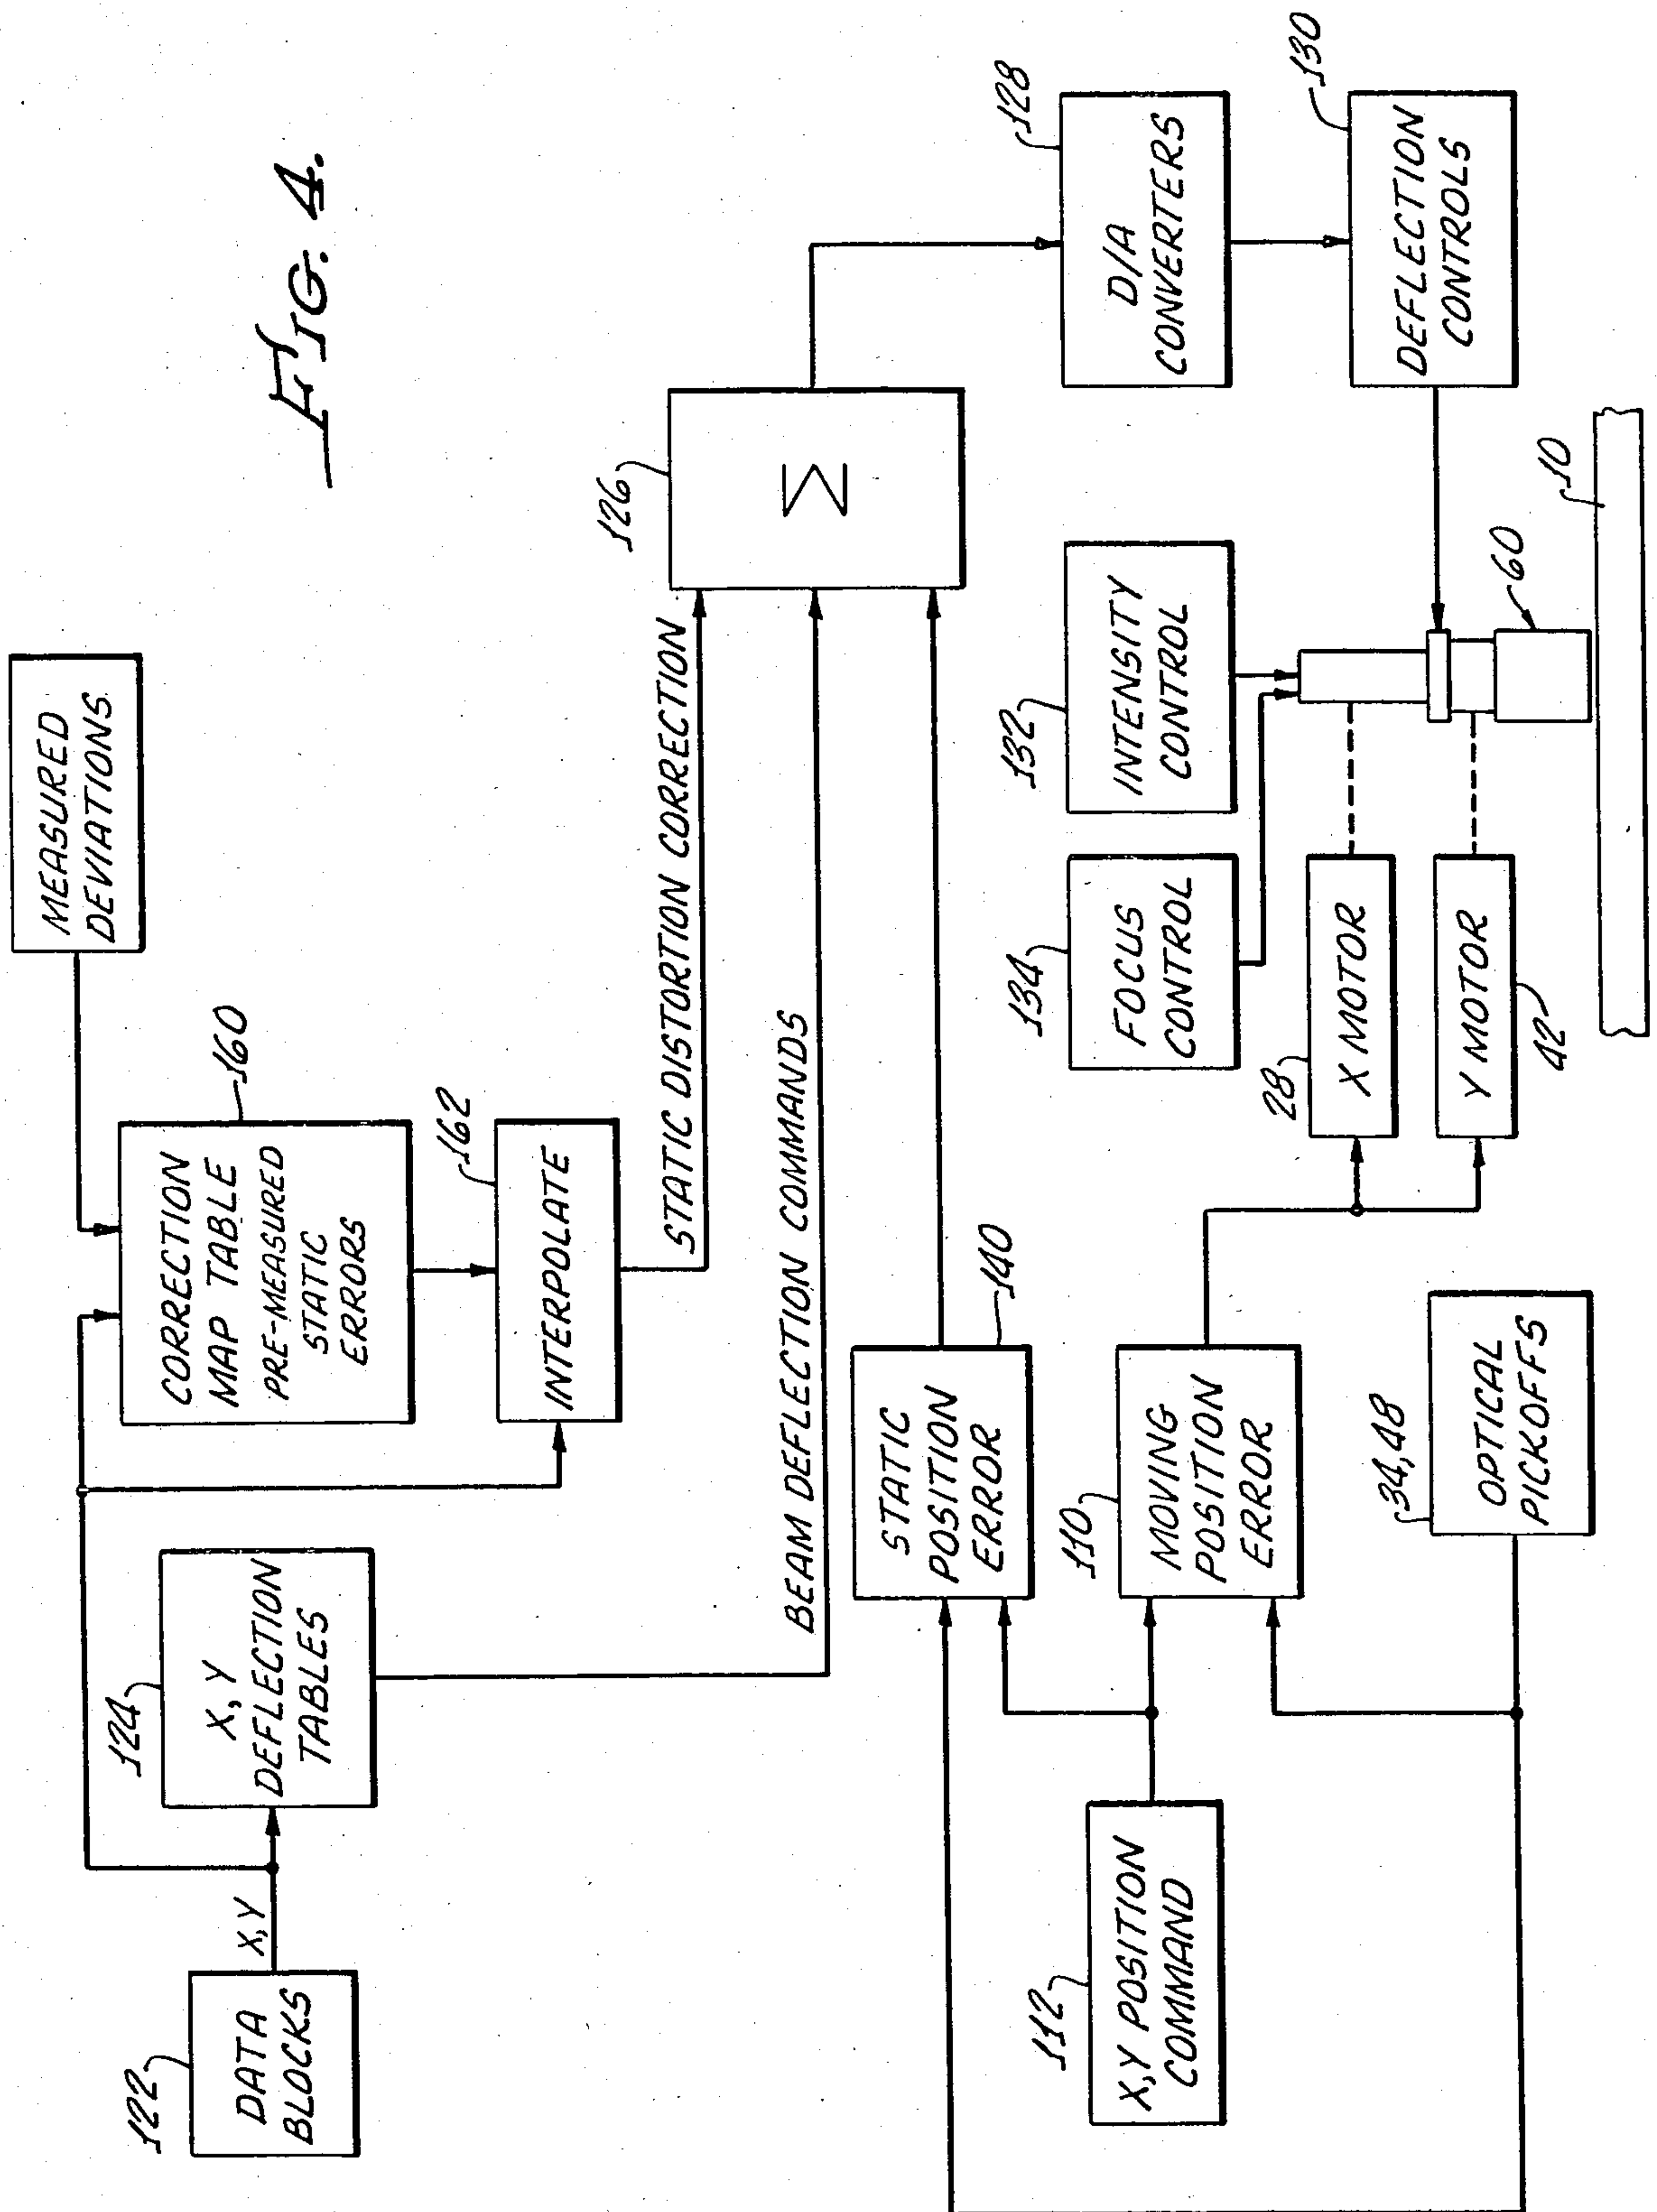 FIG. 4.
MEASURED
DEVIATIONS
160
CORRECTION
MAP TABLE
PRE-MEASURED
STATIC
ERRORS
162
INTERPOLATE
STATIC DISTORTION CORRECTION
122
DATA
BLOCKS
X,Y
124
X,Y
DEFLECTION
TABLES
BEAM DEFLECTION COMMANDS
126
Σ
128
D/A
CONVERTERS
130
DEFLECTION
CONTROLS
140
STATIC
POSITION
ERROR
112
X,Y POSITION
COMMAND
110
MOVING
POSITION
ERROR
34,48
OPTICAL
PICKOFFS
134
FOCUS
CONTROL
132
INTENSITY
CONTROL
28
X MOTOR
Y MOTOR
42
60
10